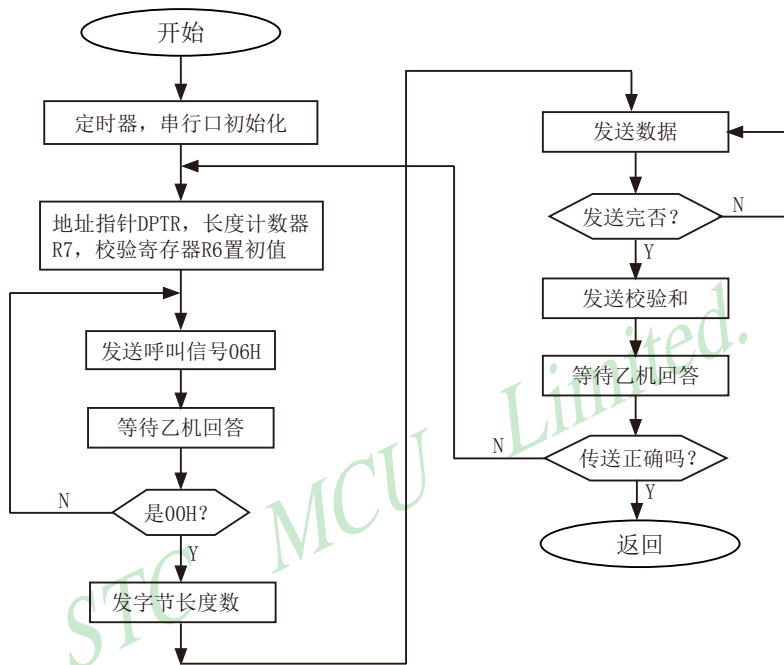 开始
定时器，串行口初始化
地址指针DPTR，长度计数器
R7，校验寄存器R6置初值
发送呼叫信号06H
等待乙机回答
是00H？
N
Y
发字节长度数
发送数据
发送完否？
N
Y
发送校验和
等待乙机回答
传送正确吗？
N
Y
返回
STC MCU Limited.